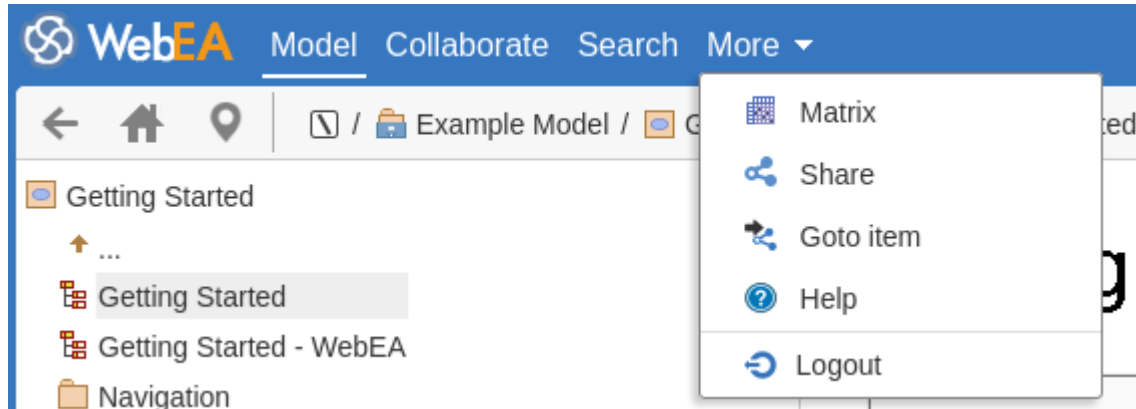 WebEA Model Collaborate Search More
/ Example Model / G ted
Matrix
Share
Goto item
Help
Logout
Getting Started
...
Getting Started
Getting Started - WebEA
Navigation
g